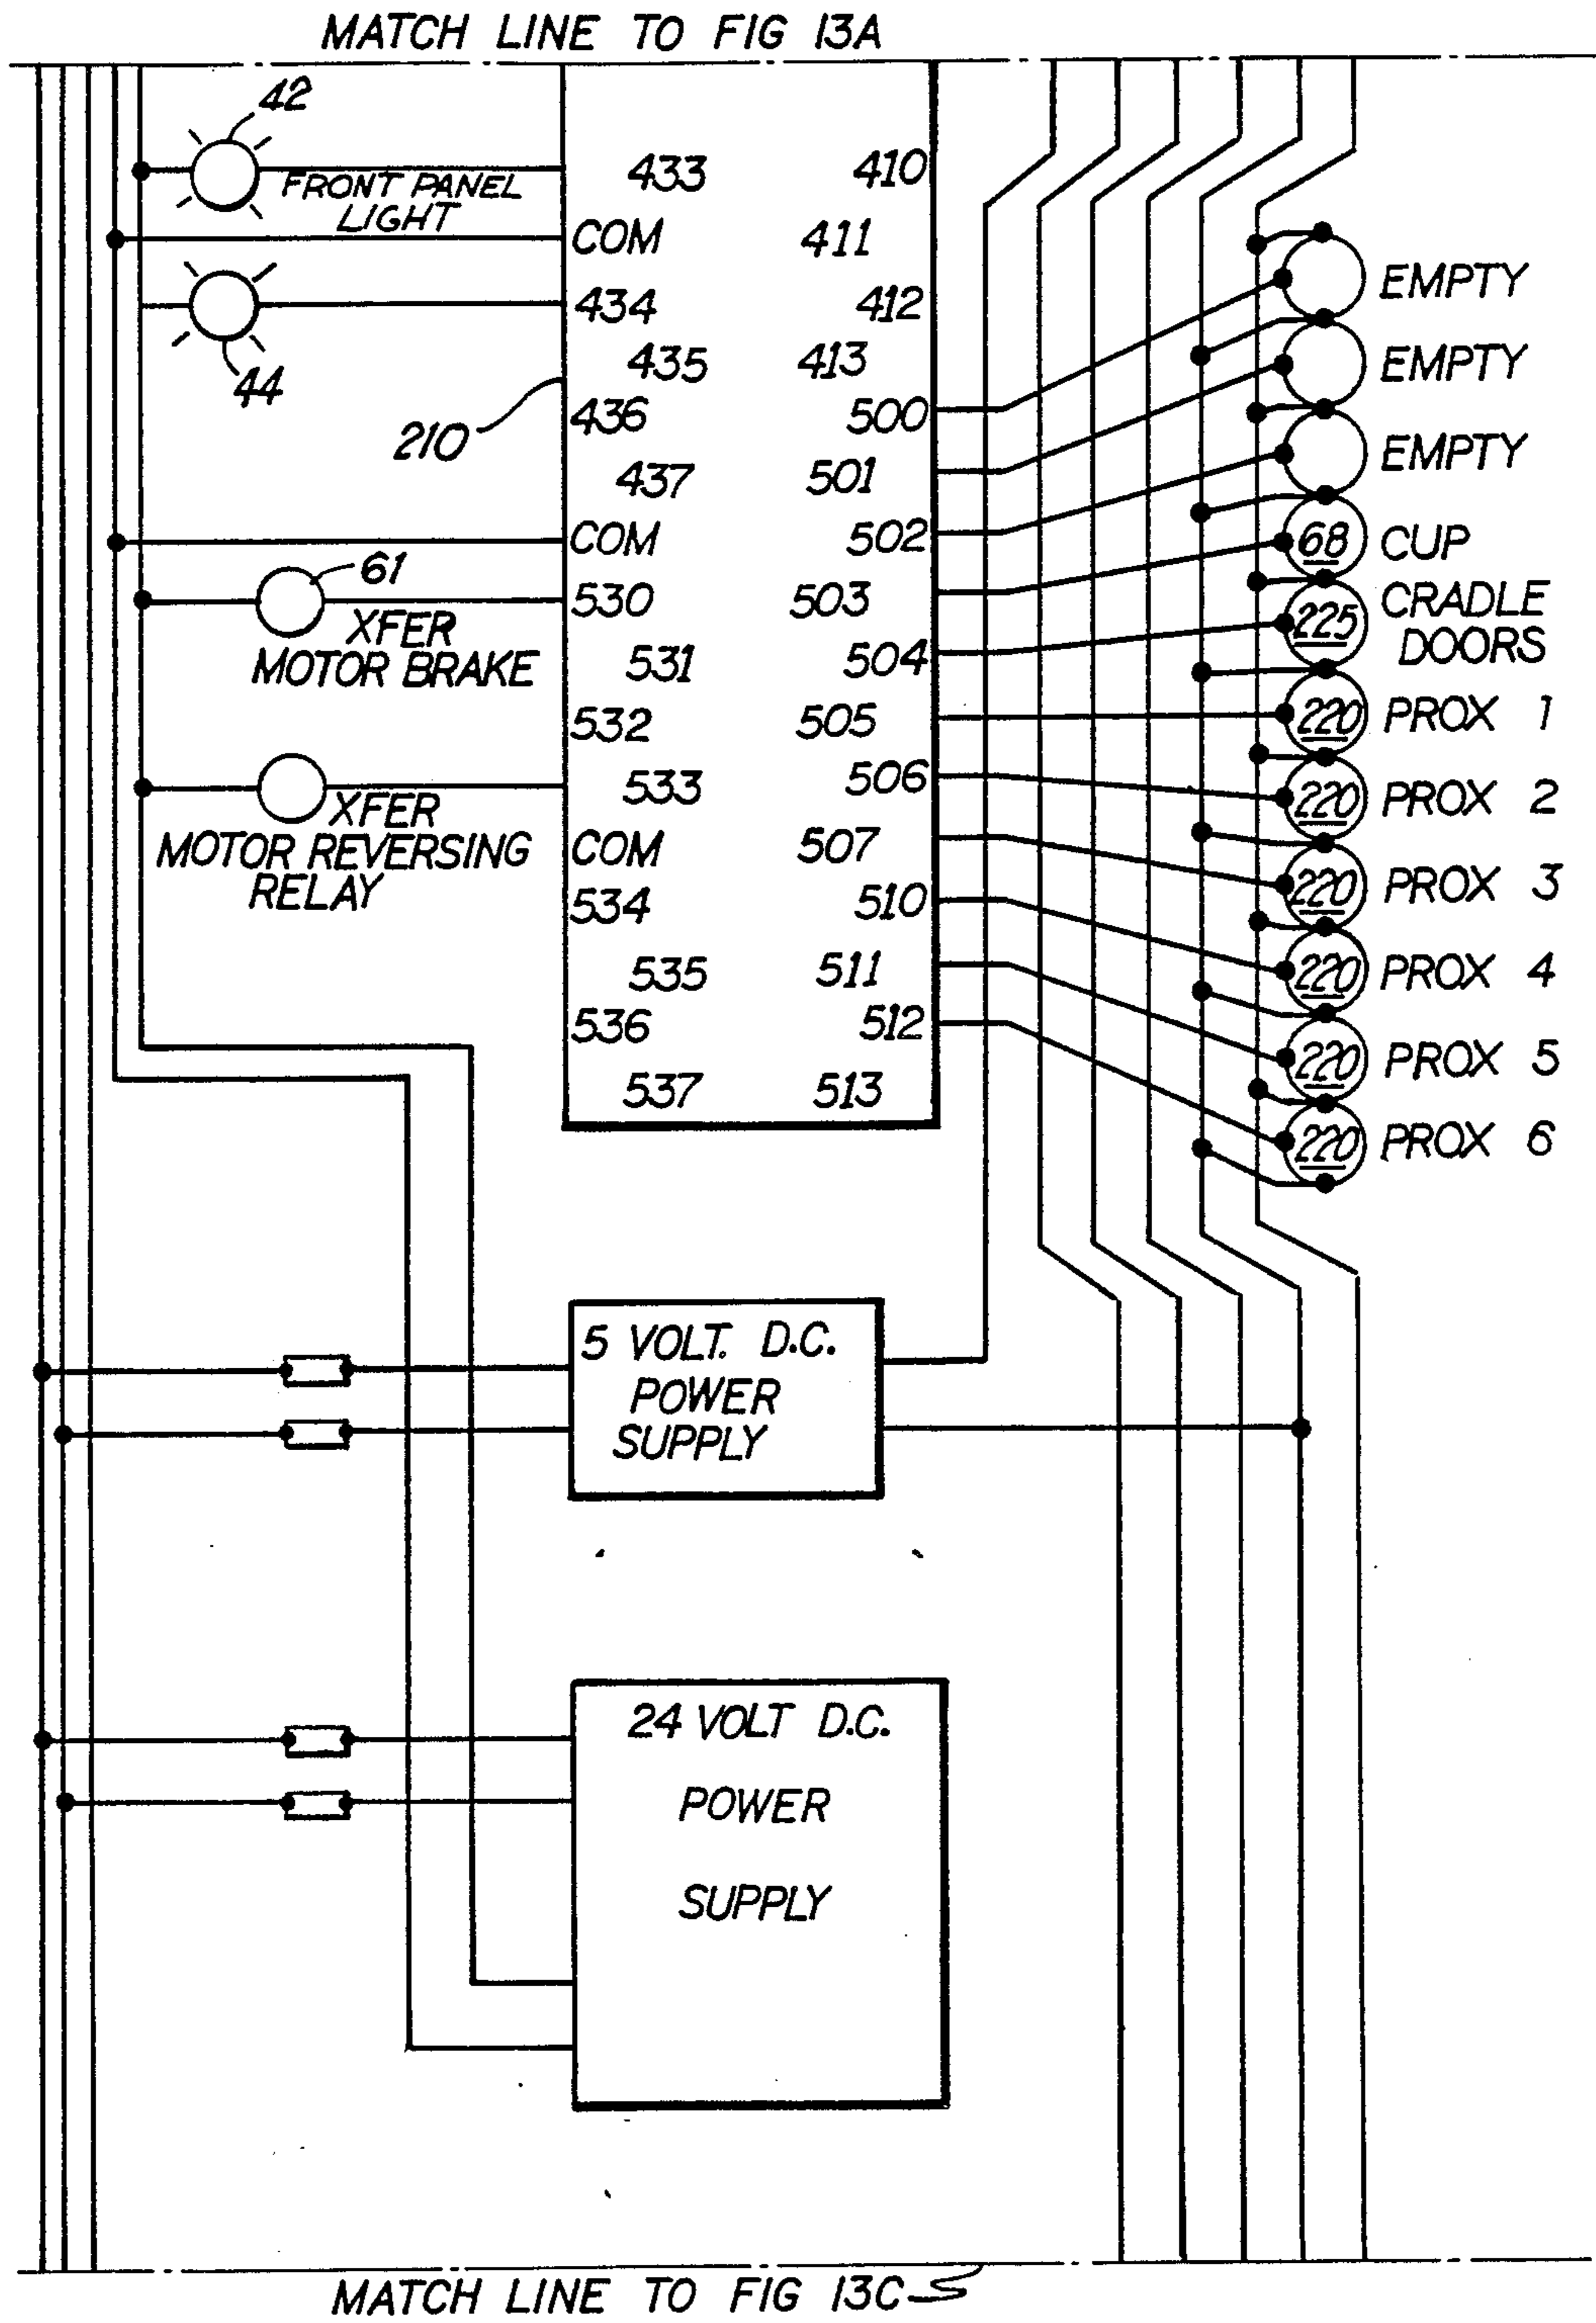 MATCH LINE TO FIG 13A
42
FRONT PANEL
LIGHT
44
210
61
XFER
MOTOR BRAKE
XFER
MOTOR REVERSING
RELAY
433 410
COM 411
434 412
435 413
436 500
437 501
COM 502
530 503
531 504
532 505
533 506
COM 507
534 510
535 511
536 512
537 513
EMPTY
EMPTY
EMPTY
68 CUP
225 CRADLE
DOORS
220 PROX 1
220 PROX 2
220 PROX 3
220 PROX 4
220 PROX 5
220 PROX 6
5 VOLT. D.C.
POWER
SUPPLY
24 VOLT D.C.
POWER
SUPPLY
MATCH LINE TO FIG 13C